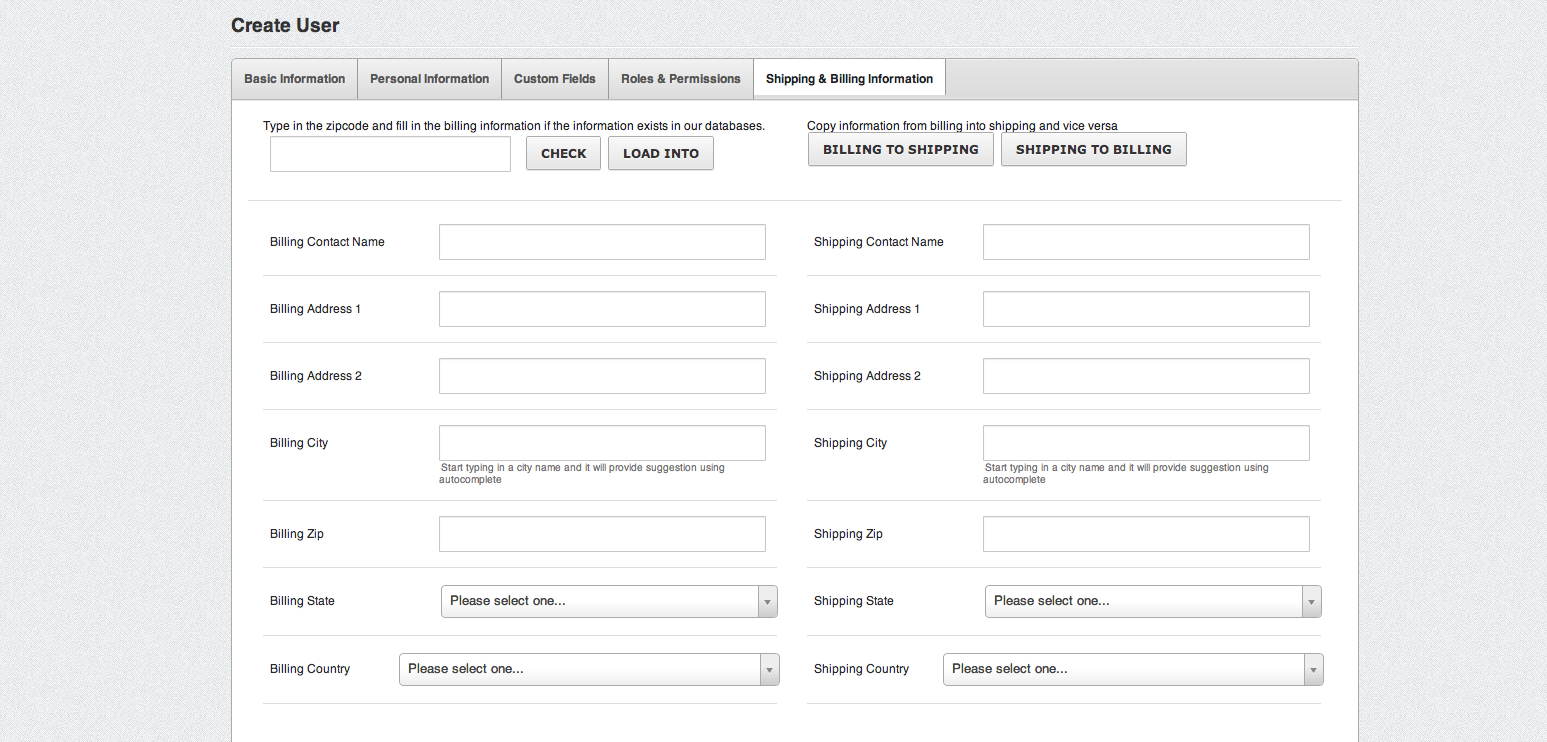 Create User
Basic Information
Personal Information
Custom Fields
Roles & Permissions
Shipping & Billing Information
Type in the zipcode and fill in the billing information if the information exists in our databases.
CHECK
LOAD INTO
Copy information from billing into shipping and vice versa
BILLING TO SHIPPING
SHIPPING TO BILLING
Billing Contact Name
Shipping Contact Name
Billing Address 1
Shipping Address 1
Billing Address 2
Shipping Address 2
Billing City
Start typing in a city name and it will provide suggestion using
autocomplete
Shipping City
Start typing in a city name and it will provide suggestion using
autocomplete
Billing Zip
Shipping Zip
Billing State
Please select one...
Shipping State
Please select one...
Billing Country
Please select one...
Shipping Country
Please select one...